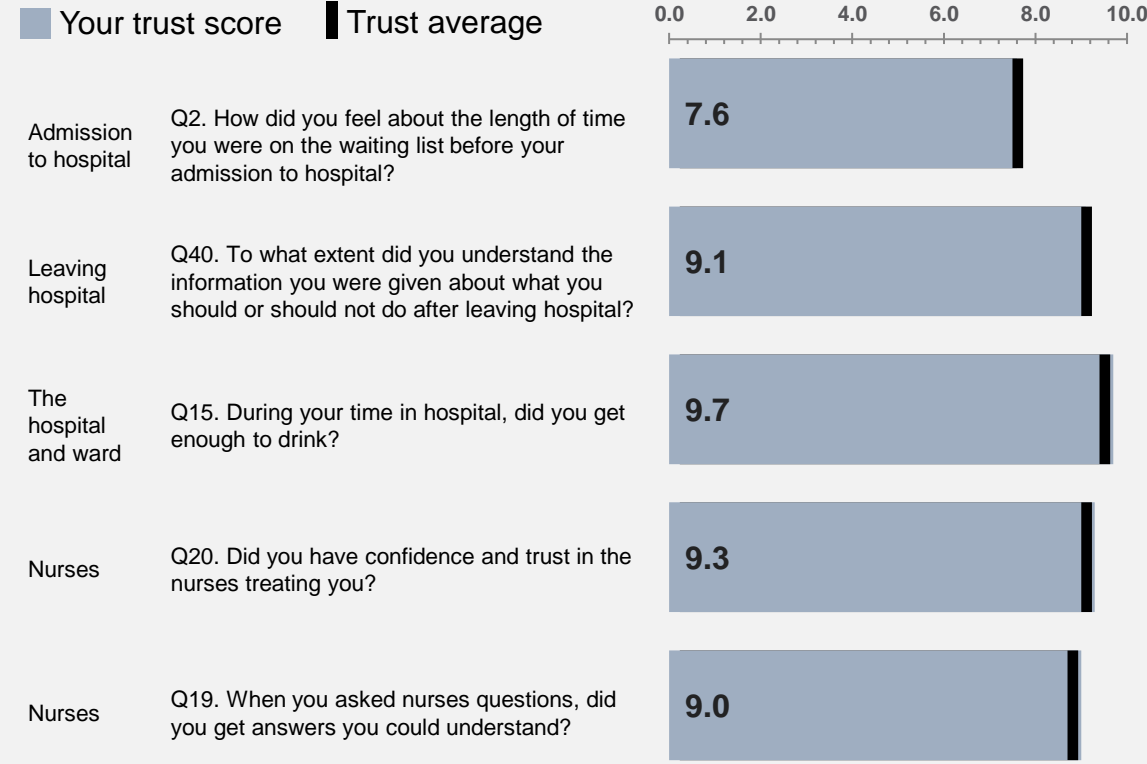 Your trust score Trust average
0.0 2.0 4.0 6.0 8.0 10.0
Admission
to hospital
Q2. How did you feel about the length of time
you were on the waiting list before your
admission to hospital?
7.6
Leaving
hospital
Q40. To what extent did you understand the
information you were given about what you
should or should not do after leaving hospital?
9.1
The
hospital
and ward
Q15. During your time in hospital, did you get
enough to drink?
9.7
Nurses
Q20. Did you have confidence and trust in the
nurses treating you?
9.3
Nurses
Q19. When you asked nurses questions, did
you get answers you could understand?
9.0